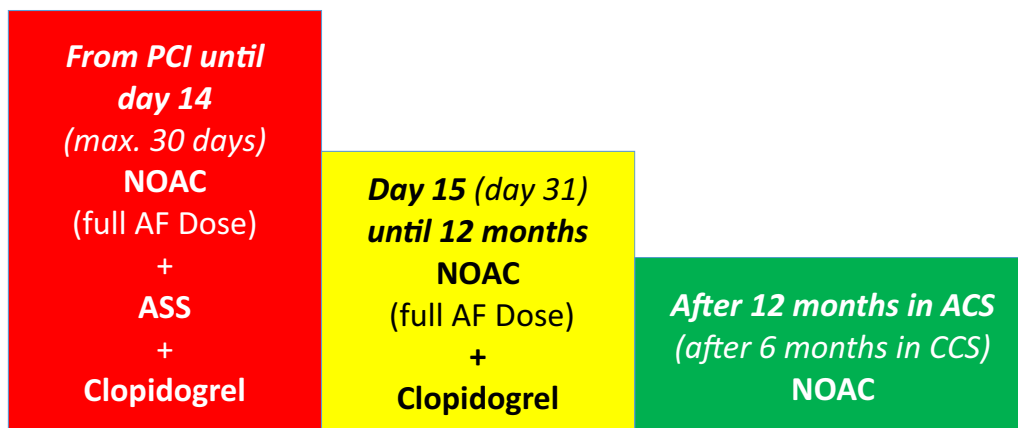 From PCI until
day 14
(max. 30 days)
NOAC
(full AF Dose)
+
ASS
+
Clopidogrel
Day 15 (day 31)
until 12 months
NOAC
(full AF Dose)
+
Clopidogrel
After 12 months in ACS
(after 6 months in CCS)
NOAC